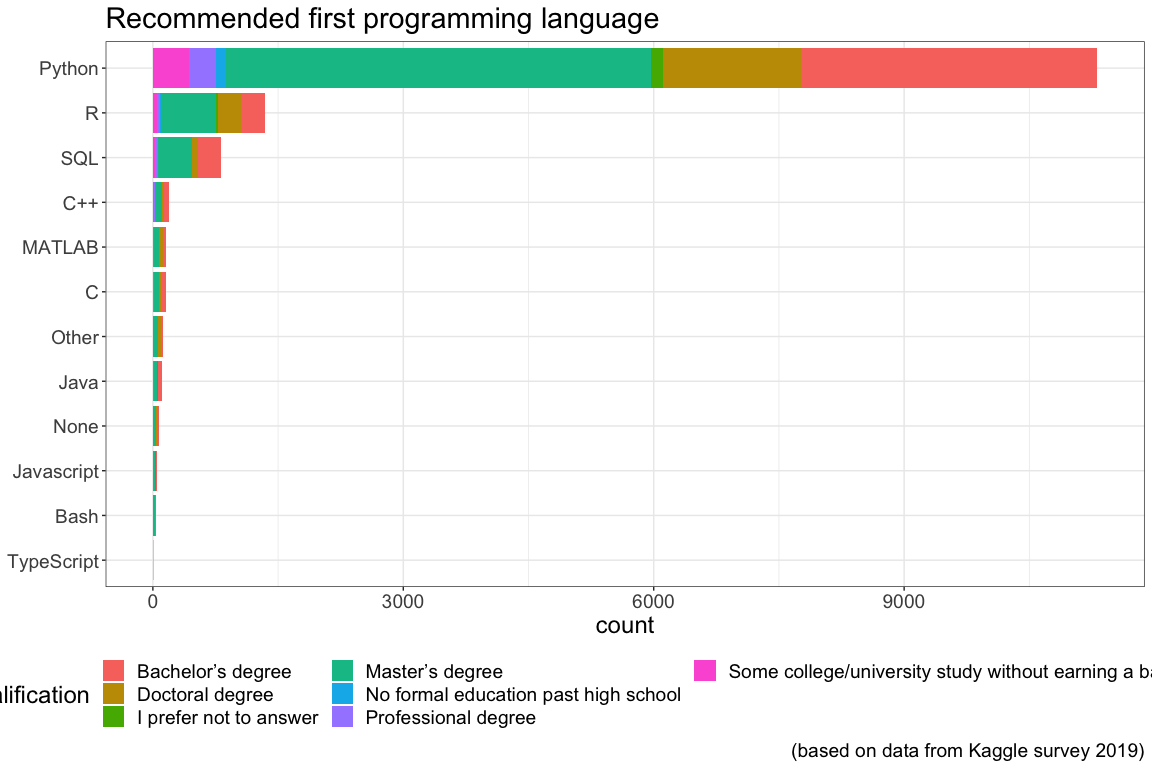 Recommended first programming language
Python
R
SQL
C++
MATLAB
C
Other
Java
None
Javascript
Bash
TypeScript
0 3000 6000 9000
count
alification
Bachelor’s degree
Doctoral degree
I prefer not to answer
Master’s degree
No formal education past high school
Professional degree
Some college/university study without earning a ba
(based on data from Kaggle survey 2019)